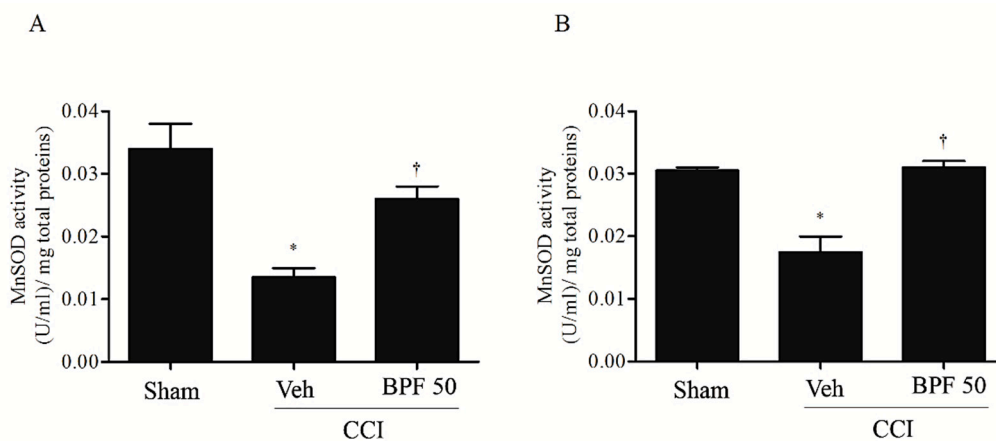 A
MnSOD activity
(U/ml)/ mg total proteins)
0.04
0.03
0.02
0.01
0.00
*
†
Sham
Veh
BPF 50
CCI
B
MnSOD activity
(U/ml)/ mg total proteins)
0.04
0.03
0.02
0.01
0.00
*
†
Sham
Veh
BPF 50
CCI